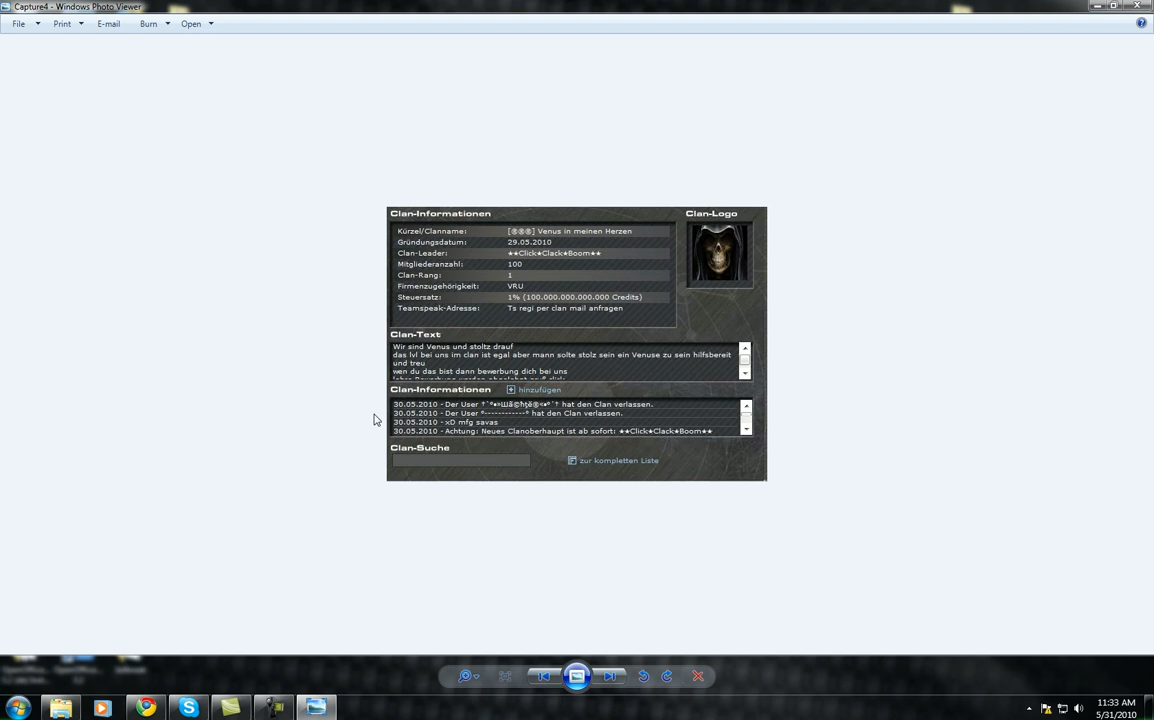 Capture4 - Windows Photo Viewer
File Print E-mail Burn Open
Clan-Informationen
Clan-Logo
Kürzel/Clanname: [®®®] Venus in meinen Herzen
Gründungsdatum: 29.05.2010
Clan-Leader: ★★Click★Clack★Boom★★
Mitgliederanzahl: 100
Clan-Rang: 1
Firmenzugehörigkeit: VRU
Steuersatz: 1% (100.000.000.000.000 Credits)
Teamspeak-Adresse: Ts regi per clan mail anfragen
Clan-Text
Wir sind Venus und stoltz drauf
das lvl bei uns im clan ist egal aber mann solte stolz sein ein Venuse zu sein hilfsbereit
und treu
wen du das bist dann bewerbung dich bei uns
Clan-Informationen hinzufügen
30.05.2010 - Der User hat den Clan verlassen.
30.05.2010 - Der User °------------° hat den Clan verlassen.
30.05.2010 - xD mfg savas
30.05.2010 - Achtung: Neues Clanoberhaupt ist ab sofort: ★★Click★Clack★Boom★★
Clan-Suche
zur kompletten Liste
11:33 AM
5/31/2010